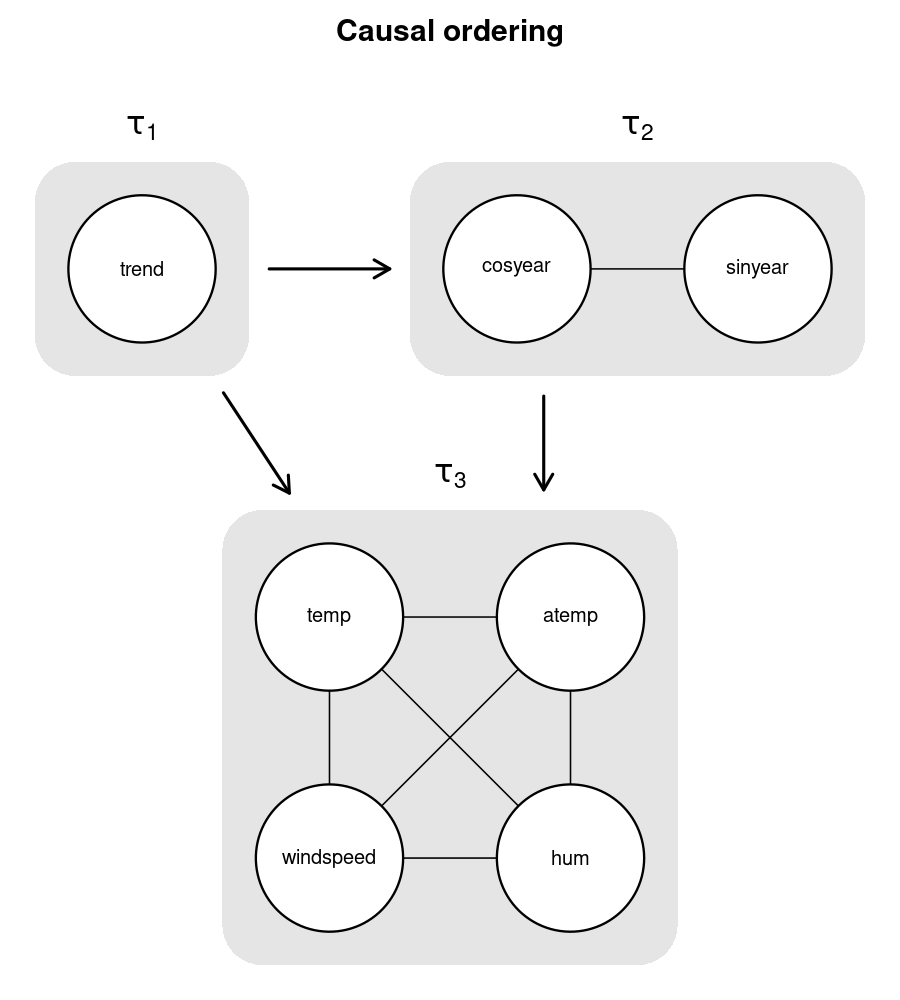 Causal ordering
τ1
τ2
trend
cosyear
sinyear
τ3
temp
atemp
windspeed
hum